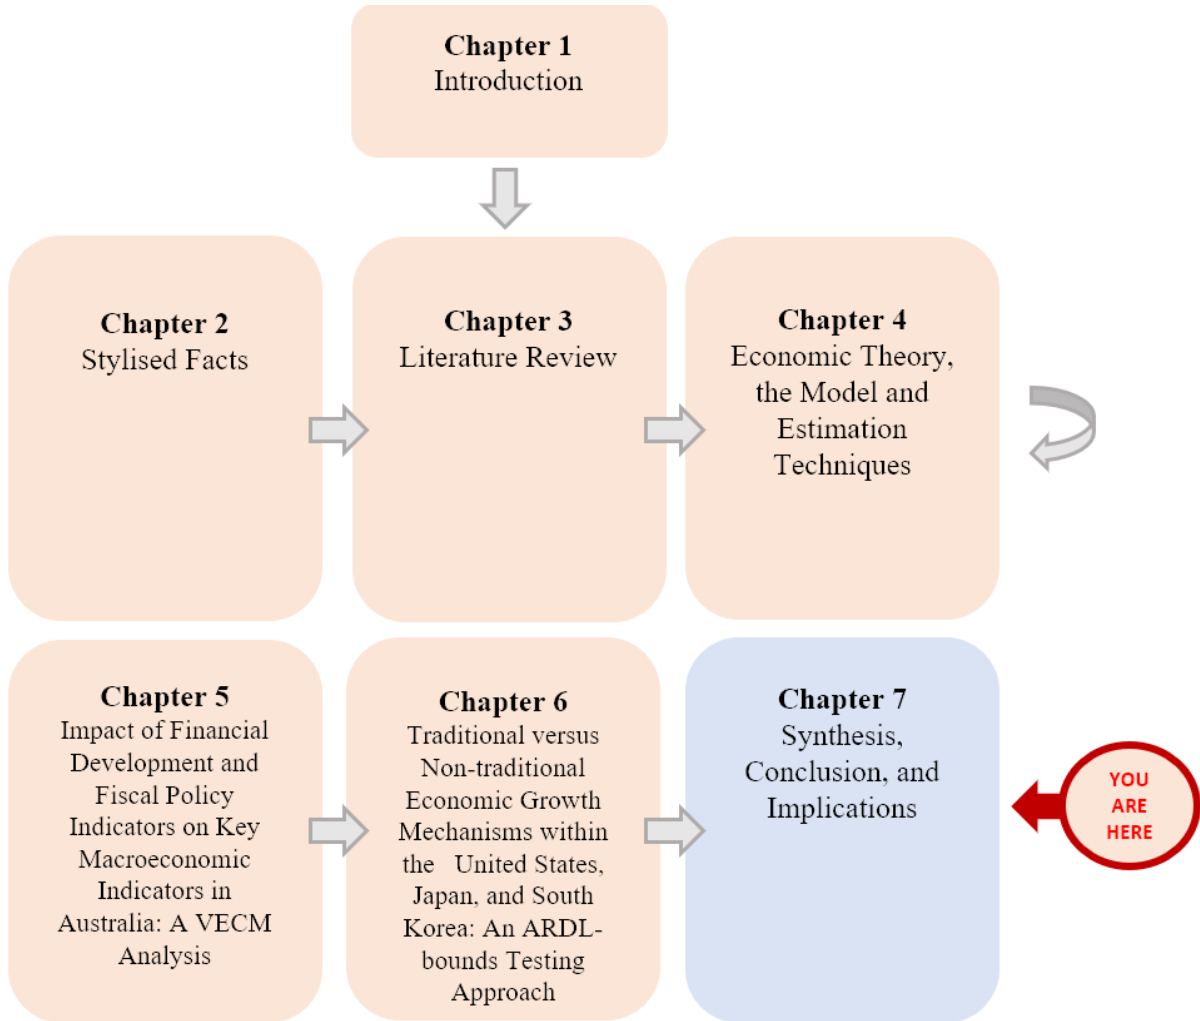 Chapter 1
Introduction
Chapter 2
Stylised Facts
Chapter 3
Literature Review
Chapter 4
Economic Theory,
the Model and
Estimation
Techniques
Chapter 5
Impact of Financial
Development and
Fiscal Policy
Indicators on Key
Macroeconomic
Indicators in
Australia: A VECM
Analysis
Chapter 6
Traditional versus
Non-traditional
Economic Growth
Mechanisms within
the United States,
Japan, and South
Korea: An ARDL-
bounds Testing
Approach
Chapter 7
Synthesis,
Conclusion, and
Implications
YOU
ARE
HERE